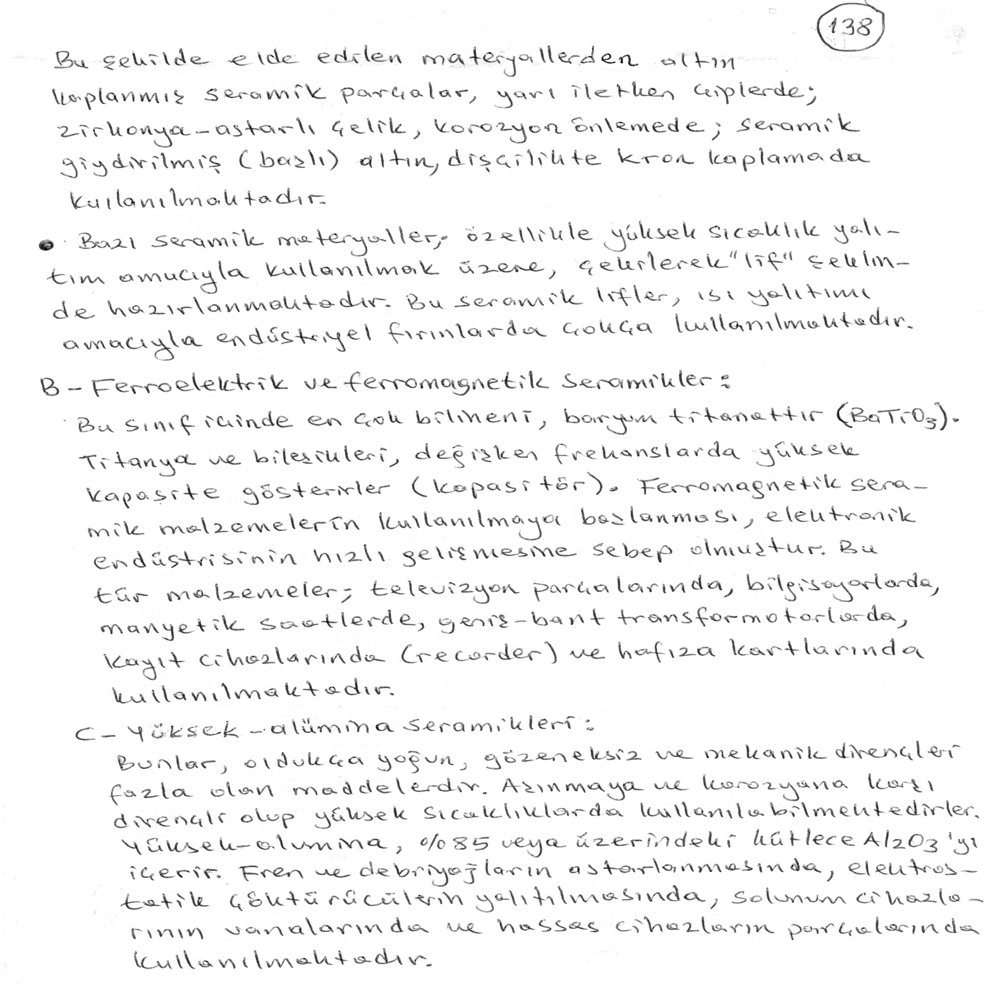 138
Bu şekilde elde edilen materyallerden altın
kaplanmış seramik parçalar, yarı iletken çiplerde;
zirkonya-astarlı çelik, korozyon önlemede; seramik
giydirilmiş (bazlı) altın, dişçilikte kron kaplamada
kullanılmaktadır.
• Bazı seramik materyaller, özellikle yüksek sıcaklık yalı-
tım amacıyla kullanılmak üzere, çekilerek "lif" şeklin-
de hazırlanmaktadır. Bu seramik lifler, ısı yalıtımı
amacıyla endüstriyel fırınlarda çokça kullanılmaktadır.
B - Ferroelektrik ve ferromagnetik seramikler:
Bu sınıf içinde en çok bilineni, baryum titanattır (BaTiO3).
Titanya ve bileşikleri, değişken frekanslarda yüksek
kapasite gösterirler (kapasitör). Ferromagnetik sera-
mik malzemelerin kullanılmaya başlanması, elektronik
endüstrisinin hızlı gelişmesine sebep olmuştur. Bu
tür malzemeler; televizyon parçalarında, bilgisayarlarda,
manyetik saatlerde, geniş-bant transformatorlarda,
kayıt cihazlarında (recorder) ve hafıza kartlarında
kullanılmaktadır.
C - Yüksek-alümina seramikleri:
Bunlar, oldukça yoğun, gözeneksiz ve mekanik dirençleri
fazla olan maddelerdir. Aşınmaya ve korozyona karşı
dirençli olup yüksek sıcaklıklarda kullanılabilmektedirler.
Yüksek-alumina, %85 veya üzerindeki kütlece Al2O3'yi
içerir. Fren ve debriyajların astarlanmasında, elektros-
tatik çöktürücülerin yalıtılmasında, solunum cihazla-
rının vanalarında ve hassas cihazların parçalarında
kullanılmaktadır.